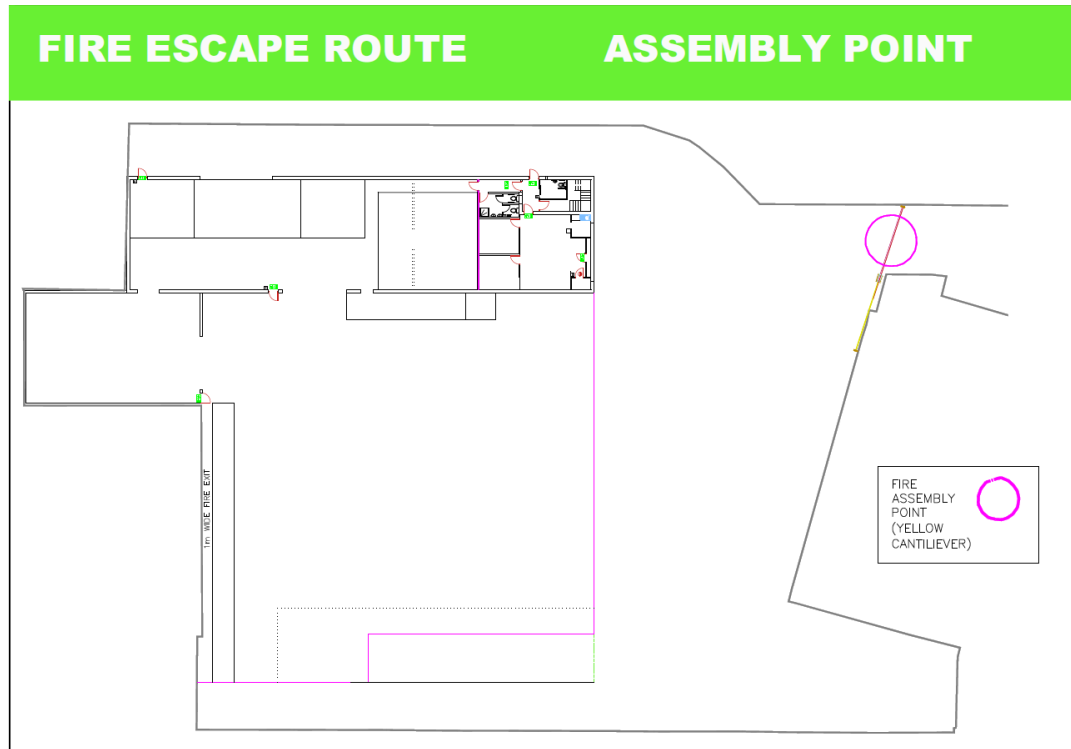 FIRE ESCAPE ROUTE ASSEMBLY POINT
1m WIDE FIRE EXIT
FIRE
ASSEMBLY
POINT
(YELLOW
CANTILIEVER)